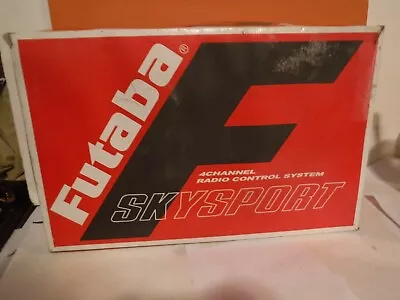 Futaba®
F
4CHANNEL
RADIO CONTROL SYSTEM
SKYSPORT